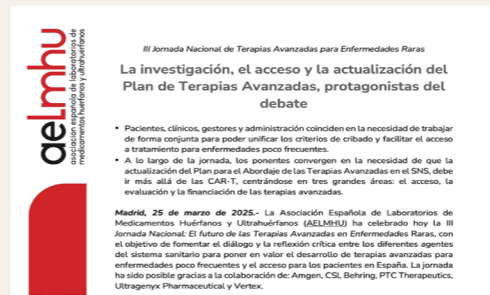 aeLmhu
asociación española de laboratorios de
medicamentos huérfanos y ultrahuérfanos
III Jornada Nacional de Terapias Avanzadas para Enfermedades Raras
La investigación, el acceso y la actualización del
Plan de Terapias Avanzadas, protagonistas del
debate
• Pacientes, clínicos, gestores y administración coinciden en la necesidad de trabajar
de forma conjunta para poder unificar los criterios de cribado y facilitar el acceso
a tratamiento para enfermedades poco frecuentes.
• A lo largo de la jornada, los ponentes convergen en la necesidad de que la
actualización del Plan para el Abordaje de las Terapias Avanzadas en el SNS, debe
ir más allá de las CAR-T, centrándose en tres grandes áreas: el acceso, la
evaluación y la financiación de las terapias avanzadas.
Madrid, 25 de marzo de 2025.- La Asociación Española de Laboratorios de
Medicamentos Huérfanos y Ultrahuérfanos (AELMHU) ha celebrado hoy la III
Jornada Nacional: El futuro de las Terapias Avanzadas en Enfermedades Raras, con
el objetivo de fomentar el diálogo y la reflexión crítica entre los diferentes agentes
del sistema sanitario para poner en valor el desarrollo de terapias avanzadas para
enfermedades poco frecuentes y el acceso para los pacientes en España. La jornada
ha sido posible gracias a la colaboración de: Amgen, CSL Behring, PTC Therapeutics,
Ultragenyx Pharmaceutical y Vertex.